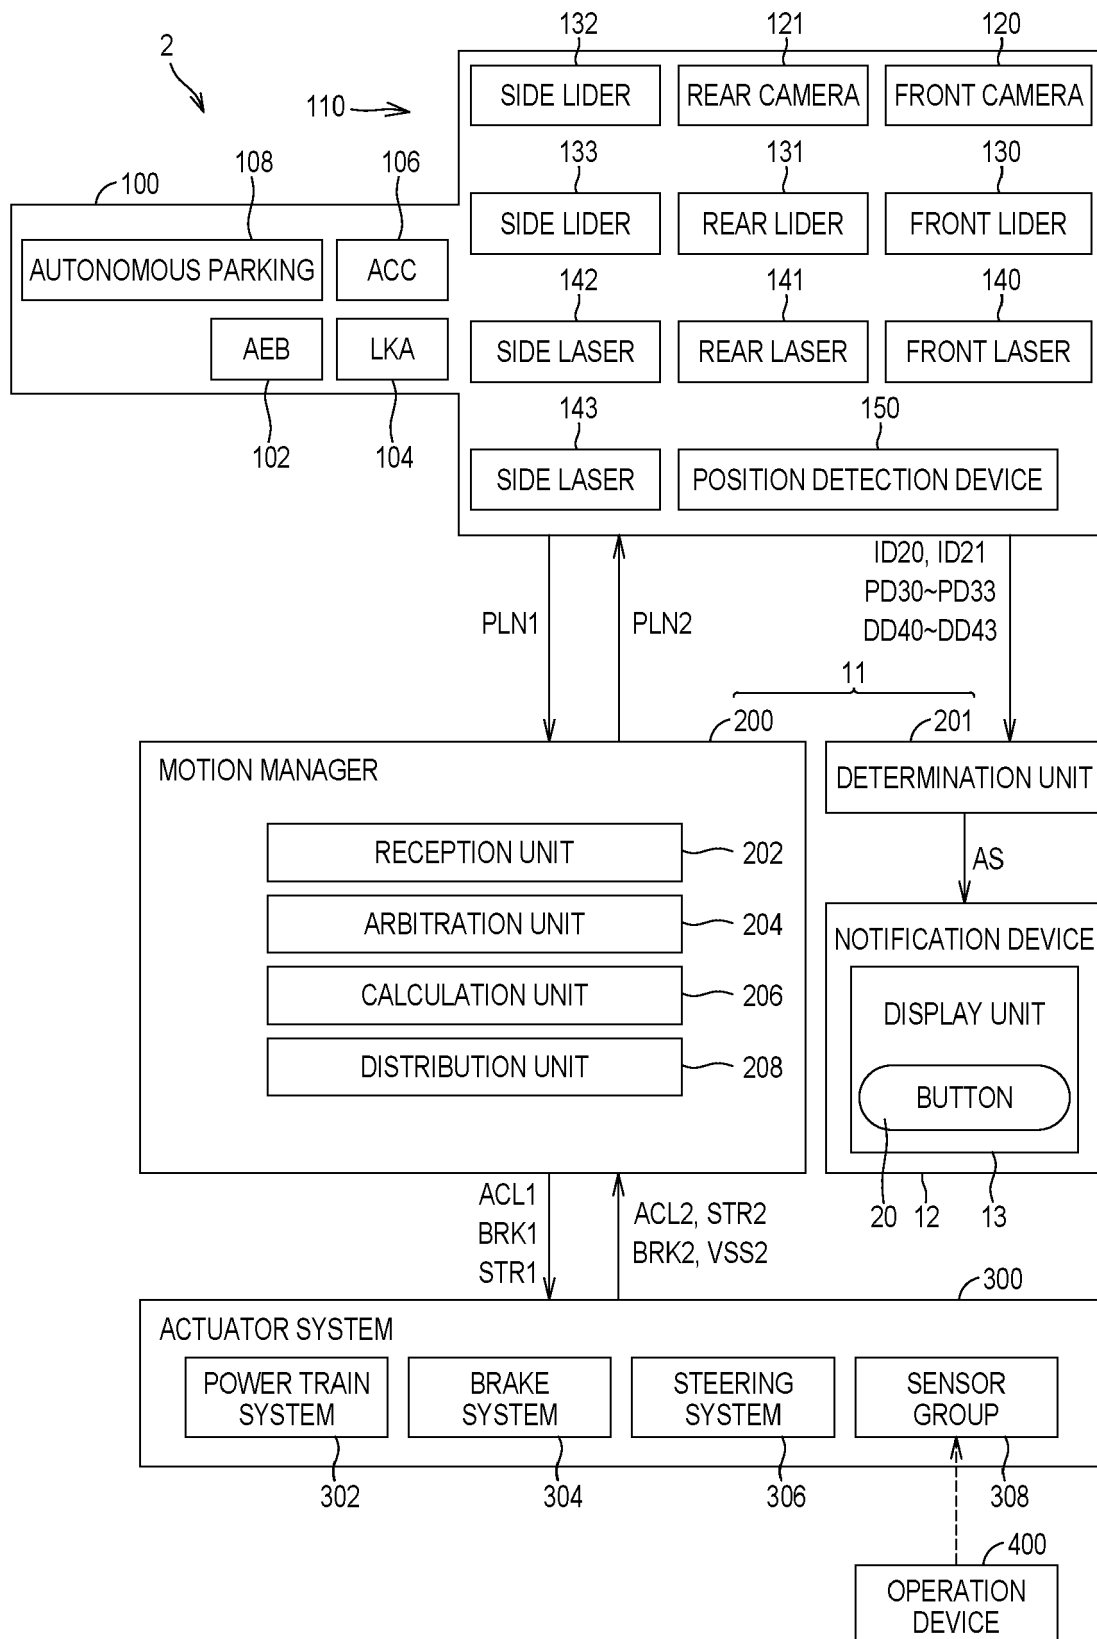 132 121 120
2
SIDE LIDER REAR CAMERA FRONT CAMERA
110
108 106 133 131 130
100
SIDE LIDER REAR LIDER FRONT LIDER
AUTONOMOUS PARKING ACC
142 141 140
AEB LKA SIDE LASER REAR LASER FRONT LASER
143 150
102 104
SIDE LASER POSITION DETECTION DEVICE
ID20, ID21
PD30~PD33
DD40~DD43
PLN1 PLN2
11
200 201
MOTION MANAGER
DETERMINATION UNIT
RECEPTION UNIT 202
AS
ARBITRATION UNIT 204
NOTIFICATION DEVICE
CALCULATION UNIT 206
DISPLAY UNIT
DISTRIBUTION UNIT 208
BUTTON
20 12 13
ACL1
BRK1
STR1
ACL2, STR2
BRK2, VSS2
300
ACTUATOR SYSTEM
POWER TRAIN
SYSTEM
BRAKE
SYSTEM
STEERING
SYSTEM
SENSOR
GROUP
302 304 306 308
400
OPERATION
DEVICE